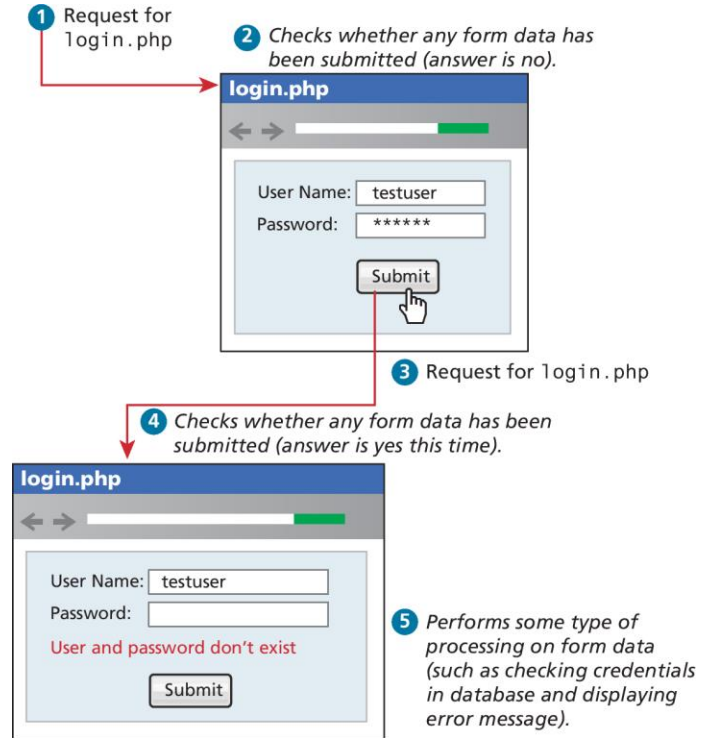 1 Request for
login.php
2 Checks whether any form data has
been submitted (answer is no).
login.php
User Name: testuser
Password: ******
Submit
3 Request for login.php
4 Checks whether any form data has been
submitted (answer is yes this time).
login.php
User Name: testuser
Password:
User and password don't exist
Submit
5 Performs some type of
processing on form data
(such as checking credentials
in database and displaying
error message).